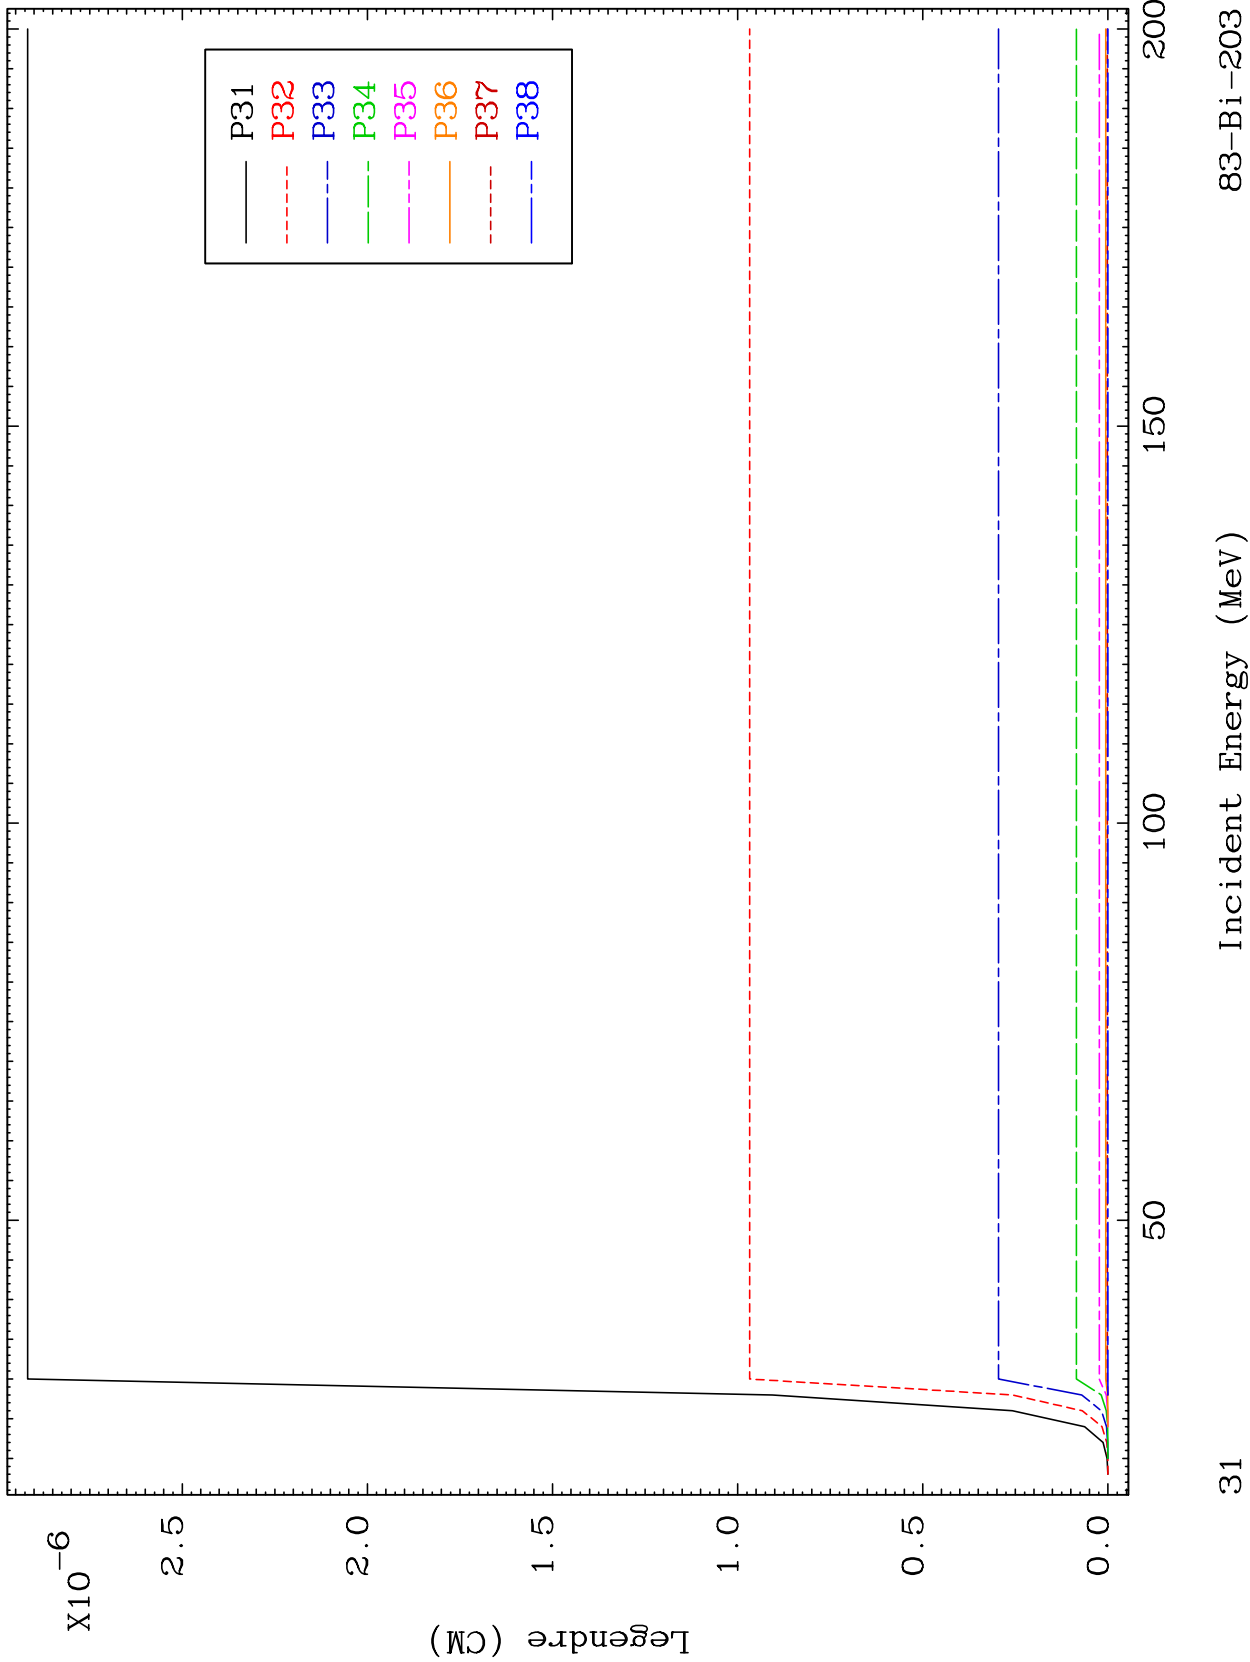 X10-6
2.5
2.0
1.5
1.0
0.5
0.0
Legendre (CM)
P31
P32
P33
P34
P35
P36
P37
P38
50
100
150
200
Incident Energy (MeV)
31
83-Bi-203